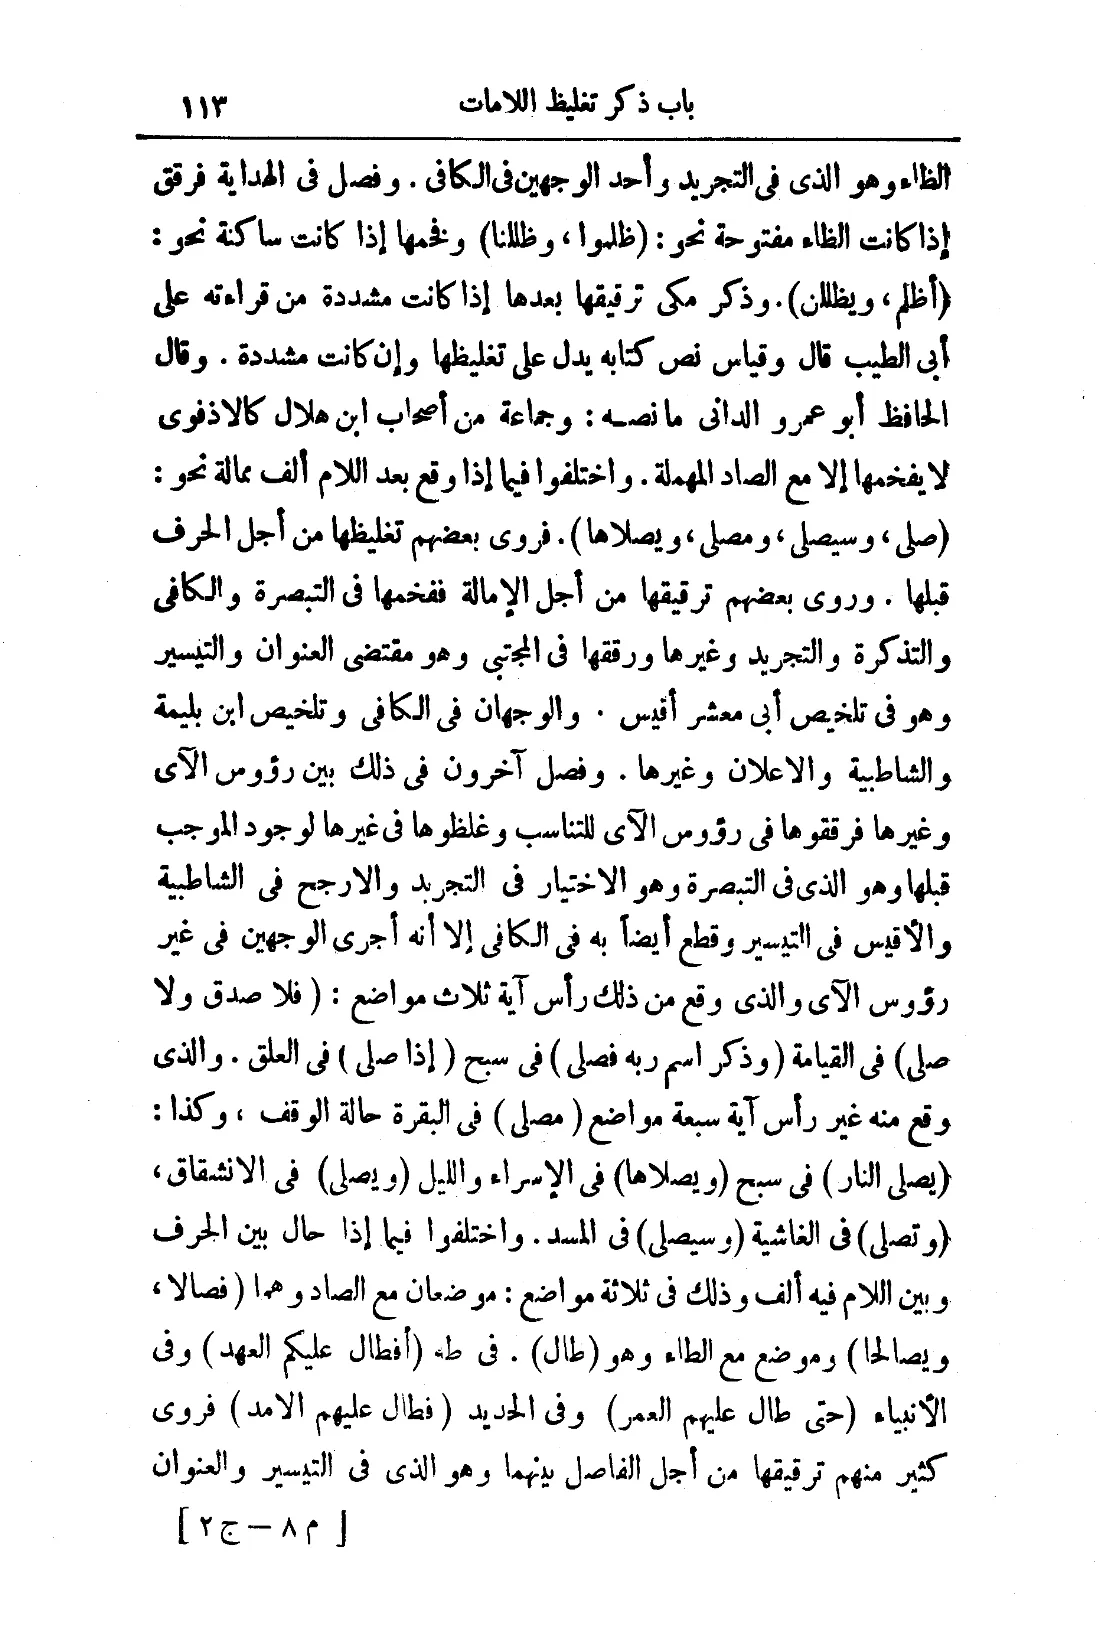 باب ذكر تغليظ اللامات ١١٣
الظاء وهو الذى فى التجريد وأحد الوجهين فى الكافى . وفصل فى الهداية فرقق
إذا كانت الظاء مفتوحة نحو : (ظلموا ، وظللنا) وفخمها إذا كانت ساكنة نحو :
(أظلم ، ويظللن) . وذكر مكى ترقيقها بعدها إذا كانت مشددة من قراءته على
أبى الطيب قال وقياس نص كتابه يدل على تغليظها وإن كانت مشددة . وقال
الحافظ أبو عمرو الدانى ما نصه : وجماعة من أصحاب ابن هلال كالاذفوى
لا يفخمها إلا مع الصاد المهملة . واختلفوا فيما إذا وقع بعد اللام ألف ممالة نحو :
(صلى ، وسيصلى ، ومصلى ، ويصلاها) . فروى بعضهم تغليظها من أجل الحرف
قبلها . وروى بعضهم ترقيقها من أجل الإمالة ففخمها فى التبصرة والكافى
والتذكرة والتجريد وغيرها ورققها فى المجتبى وهو مقتضى العنوان والتيسير
وهو فى تلخيص أبى معشر أقيس . والوجهان فى الكافى وتلخيص ابن بليمة
والشاطبية والاعلان وغيرها . وفصل آخرون فى ذلك بين رؤوس الآى
وغيرها فرققوها فى رؤوس الآى للتناسب وغلظوها فى غيرها لوجود الموجب
قبلها وهو الذى فى التبصرة وهو الاختيار فى التجريد والارجح فى الشاطبية
والأقيس فى التيسير وقطع أيضاً به فى الكافى إلا أنه أجرى الوجهين فى غير
رؤوس الآى والذى وقع من ذلك رأس آية ثلاث مواضع : ( فلا صدق ولا
صلى) فى القيامة (وذكر اسم ربه فصلى) فى سبح ( إذا صلى ) فى العلق . والذى
وقع منه غير رأس آية سبعة مواضع ( مصلى ) فى البقرة حالة الوقف ، وكذا :
(يصلى النار ) فى سبح (ويصلاها) فى الإسراء والليل (ويصلى) فى الانشقاق ،
(وتصلى) فى الغاشية (وسيصلى) فى المسد . واختلفوا فيما إذا حال بين الحرف
وبين اللام فيه ألف وذلك فى ثلاثة مواضع : موضعان مع الصاد وهما ( فصالا ،
ويصالحا ) وموضع مع الطاء وهو (طال) . فى طه (أفطال عليكم العهد) وفى
الأنبياء (حتى طال عليهم العمر) وفى الحديد ( فطال عليهم الامد ) فروى
كثير منهم ترقيقها من أجل الفاصل بينهما وهو الذى فى التيسير والعنوان
[ م ٨ – ج ٢ ]